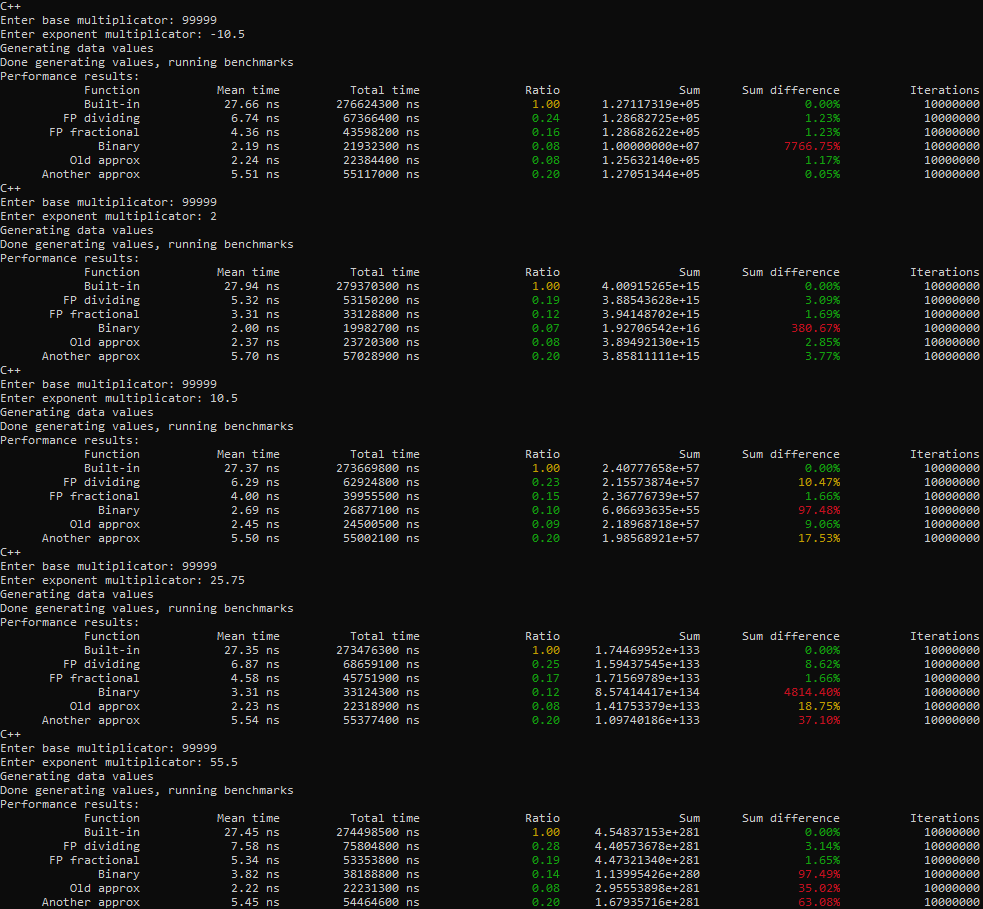 C++
Enter base multiplicator: 99999
Enter exponent multiplicator: -10.5
Generating data values
Done generating values, running benchmarks
Performance results:
Function Mean time Total time Ratio Sum Sum difference Iterations
Built-in 27.66 ns 276624300 ns 1.00 1.27117319e+05 0.00% 10000000
FP dividing 6.74 ns 67366400 ns 0.24 1.28682725e+05 1.23% 10000000
FP fractional 4.36 ns 43598200 ns 0.16 1.28682622e+05 1.23% 10000000
Binary 2.19 ns 21932300 ns 0.08 1.00000000e+07 7766.75% 10000000
Old approx 2.24 ns 22384400 ns 0.08 1.25632140e+05 1.17% 10000000
Another approx 5.51 ns 55117000 ns 0.20 1.27051344e+05 0.05% 10000000
C++
Enter base multiplicator: 99999
Enter exponent multiplicator: 2
Generating data values
Done generating values, running benchmarks
Performance results:
Function Mean time Total time Ratio Sum Sum difference Iterations
Built-in 27.94 ns 279370300 ns 1.00 4.00915265e+15 0.00% 10000000
FP dividing 5.32 ns 53150200 ns 0.19 3.88543628e+15 3.09% 10000000
FP fractional 3.31 ns 33128800 ns 0.12 3.94148702e+15 1.69% 10000000
Binary 2.00 ns 19982700 ns 0.07 1.92706542e+16 380.67% 10000000
Old approx 2.37 ns 23720300 ns 0.08 3.89492130e+15 2.85% 10000000
Another approx 5.70 ns 57028900 ns 0.20 3.85811111e+15 3.77% 10000000
C++
Enter base multiplicator: 99999
Enter exponent multiplicator: 10.5
Generating data values
Done generating values, running benchmarks
Performance results:
Function Mean time Total time Ratio Sum Sum difference Iterations
Built-in 27.37 ns 273669800 ns 1.00 2.40777658e+57 0.00% 10000000
FP dividing 6.29 ns 62924800 ns 0.23 2.15573874e+57 10.47% 10000000
FP fractional 4.00 ns 39955500 ns 0.15 2.36776739e+57 1.66% 10000000
Binary 2.69 ns 26877100 ns 0.10 6.06693635e+55 97.48% 10000000
Old approx 2.45 ns 24500500 ns 0.09 2.18968718e+57 9.06% 10000000
Another approx 5.50 ns 55002100 ns 0.20 1.98568921e+57 17.53% 10000000
C++
Enter base multiplicator: 99999
Enter exponent multiplicator: 25.75
Generating data values
Done generating values, running benchmarks
Performance results:
Function Mean time Total time Ratio Sum Sum difference Iterations
Built-in 27.35 ns 273476300 ns 1.00 1.74469952e+133 0.00% 10000000
FP dividing 6.87 ns 68659100 ns 0.25 1.59437545e+133 8.62% 10000000
FP fractional 4.58 ns 45751900 ns 0.17 1.71569789e+133 1.66% 10000000
Binary 3.31 ns 33124300 ns 0.12 8.57414417e+134 4814.40% 10000000
Old approx 2.23 ns 22318900 ns 0.08 1.41753379e+133 18.75% 10000000
Another approx 5.54 ns 55377400 ns 0.20 1.09740186e+133 37.10% 10000000
C++
Enter base multiplicator: 99999
Enter exponent multiplicator: 55.5
Generating data values
Done generating values, running benchmarks
Performance results:
Function Mean time Total time Ratio Sum Sum difference Iterations
Built-in 27.45 ns 274498500 ns 1.00 4.54837153e+281 0.00% 10000000
FP dividing 7.58 ns 75804800 ns 0.28 4.40573678e+281 3.14% 10000000
FP fractional 5.34 ns 53353800 ns 0.19 4.47321340e+281 1.65% 10000000
Binary 3.82 ns 38188800 ns 0.14 1.13995426e+280 97.49% 10000000
Old approx 2.22 ns 22231300 ns 0.08 2.95553898e+281 35.02% 10000000
Another approx 5.45 ns 54464600 ns 0.20 1.67935716e+281 63.08% 10000000